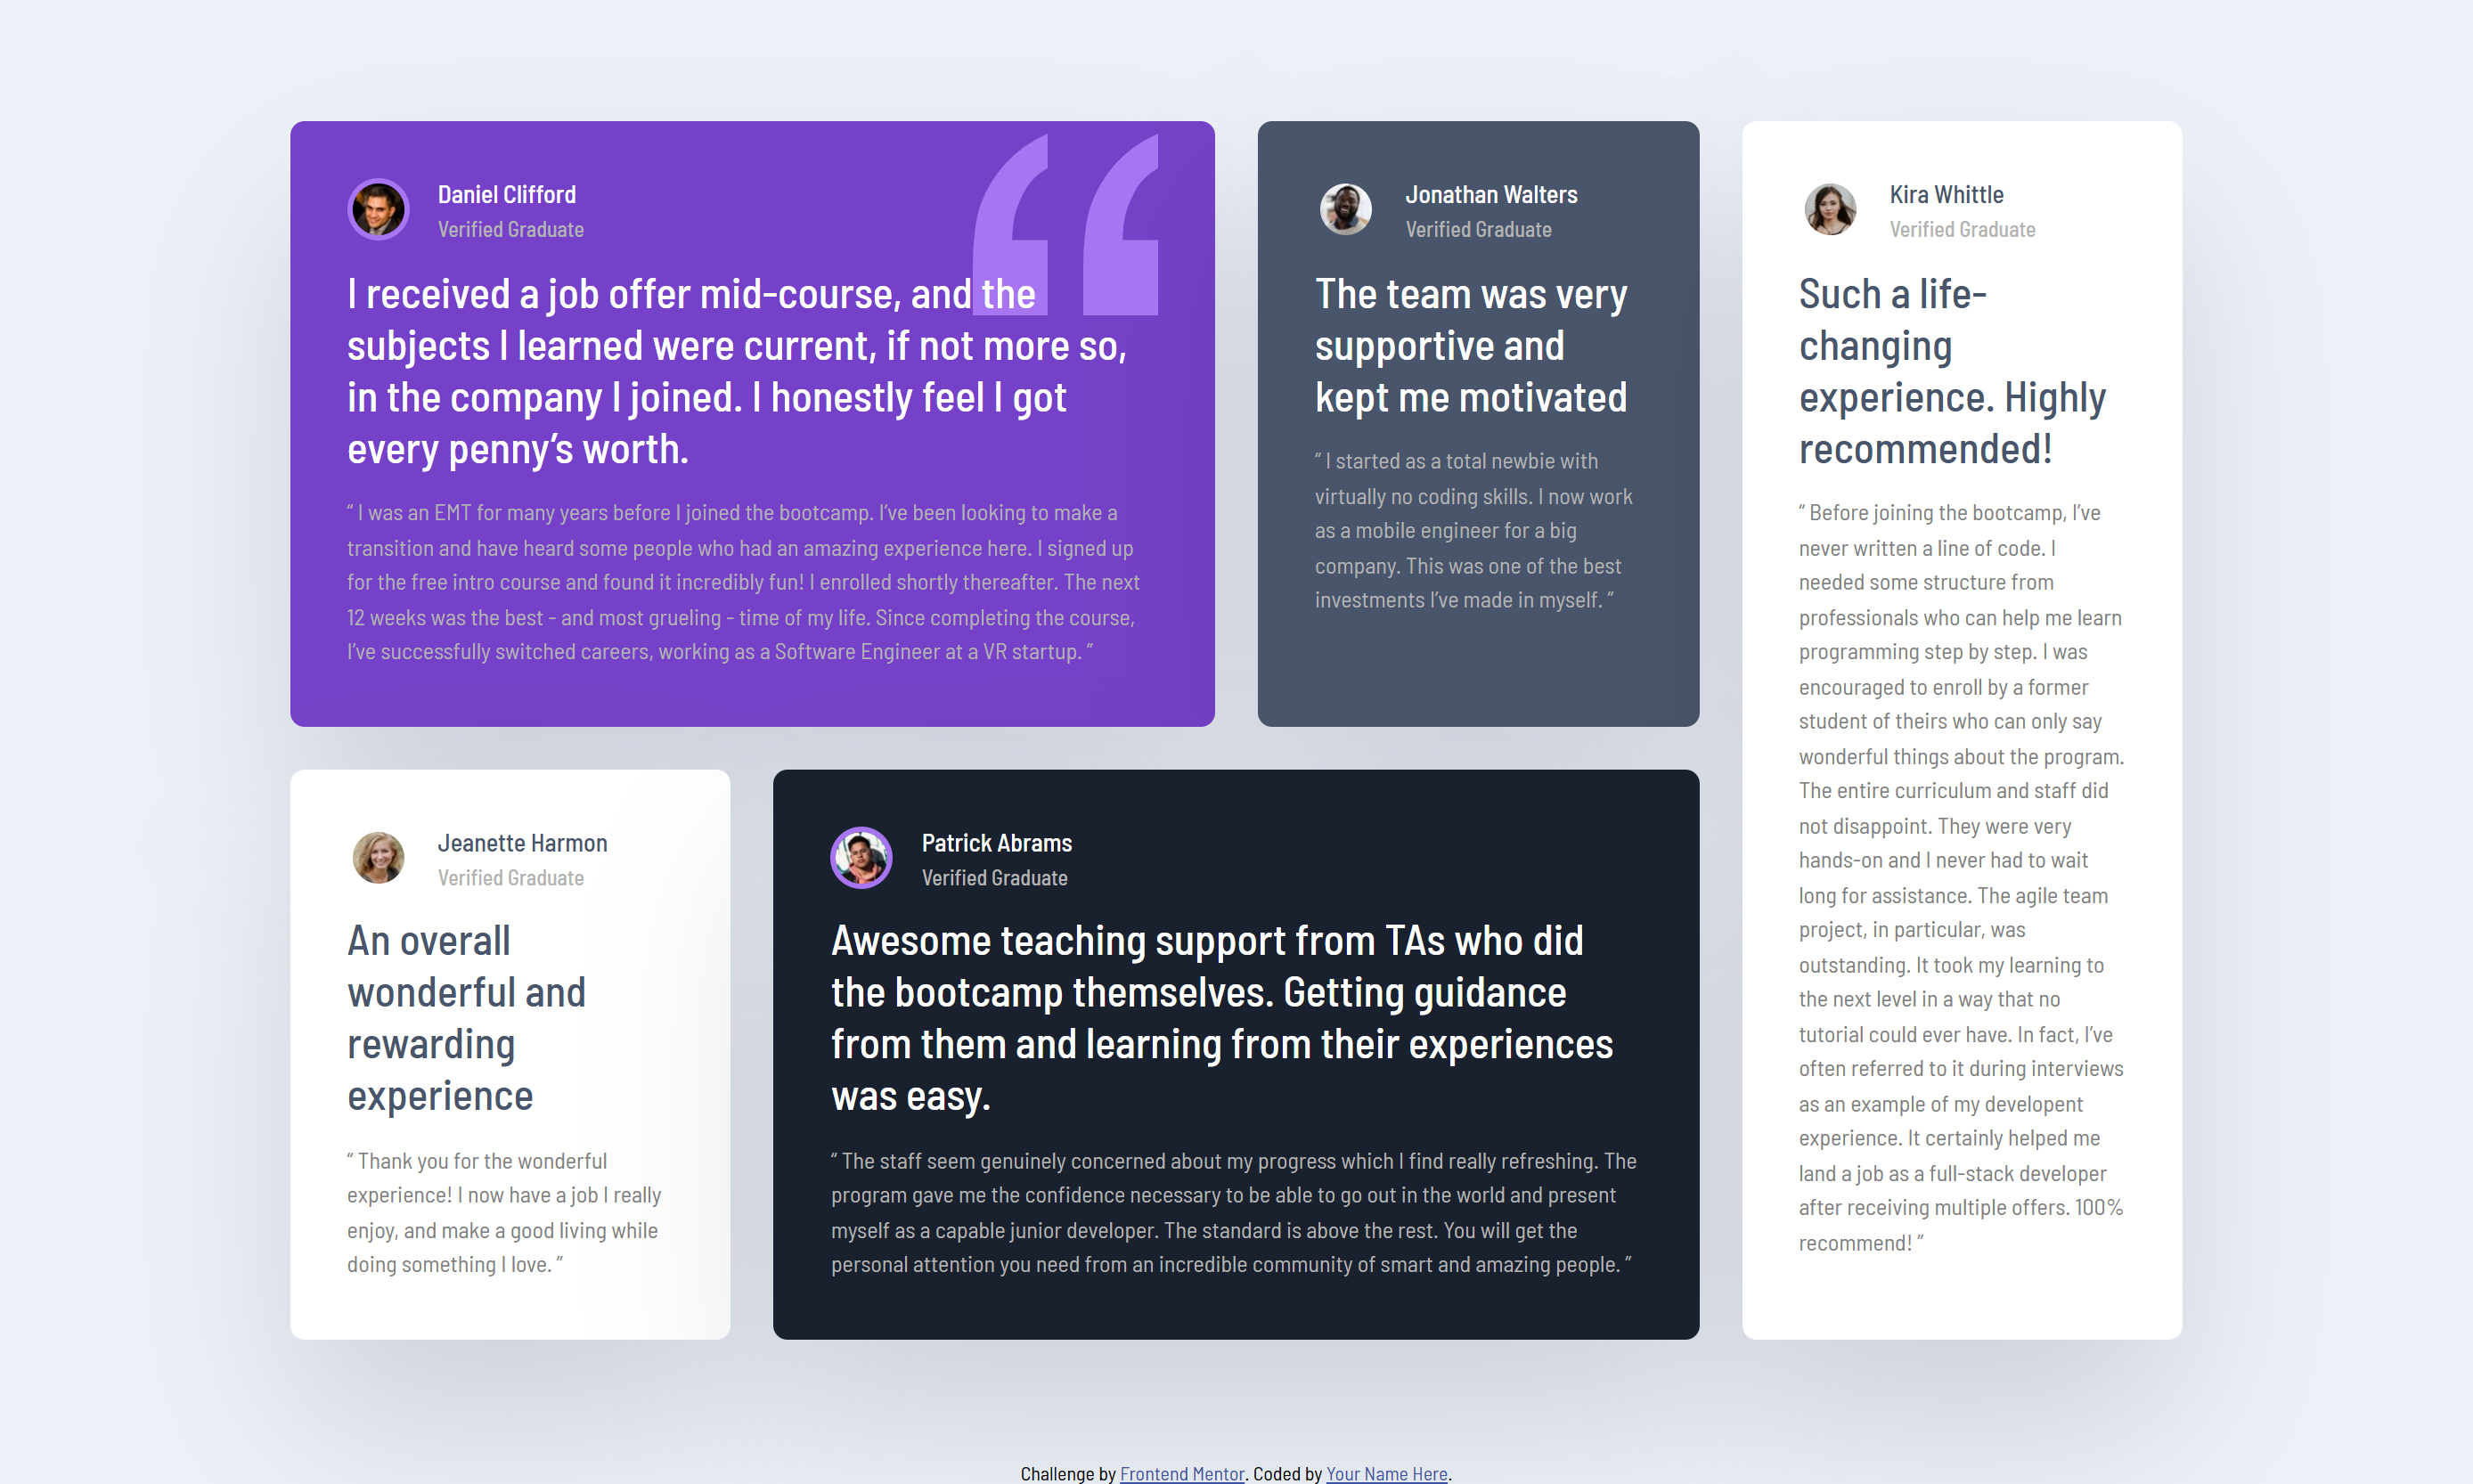 Daniel Clifford
Verified Graduate
I received a job offer mid-course, and the
subjects I learned were current, if not more so,
in the company I joined. I honestly feel I got
every penny’s worth.
“ I was an EMT for many years before I joined the bootcamp. I’ve been looking to make a
transition and have heard some people who had an amazing experience here. I signed up
for the free intro course and found it incredibly fun! I enrolled shortly thereafter. The next
12 weeks was the best - and most grueling - time of my life. Since completing the course,
I’ve successfully switched careers, working as a Software Engineer at a VR startup. ”
Jonathan Walters
Verified Graduate
The team was very
supportive and
kept me motivated
“ I started as a total newbie with
virtually no coding skills. I now work
as a mobile engineer for a big
company. This was one of the best
investments I’ve made in myself. ”
Kira Whittle
Verified Graduate
Such a life-
changing
experience. Highly
recommended!
“ Before joining the bootcamp, I’ve
never written a line of code. I
needed some structure from
professionals who can help me learn
programming step by step. I was
encouraged to enroll by a former
student of theirs who can only say
wonderful things about the program.
The entire curriculum and staff did
not disappoint. They were very
hands-on and I never had to wait
long for assistance. The agile team
project, in particular, was
outstanding. It took my learning to
the next level in a way that no
tutorial could ever have. In fact, I’ve
often referred to it during interviews
as an example of my developent
experience. It certainly helped me
land a job as a full-stack developer
after receiving multiple offers. 100%
recommend! ”
Jeanette Harmon
Verified Graduate
An overall
wonderful and
rewarding
experience
“ Thank you for the wonderful
experience! I now have a job I really
enjoy, and make a good living while
doing something I love. ”
Patrick Abrams
Verified Graduate
Awesome teaching support from TAs who did
the bootcamp themselves. Getting guidance
from them and learning from their experiences
was easy.
“ The staff seem genuinely concerned about my progress which I find really refreshing. The
program gave me the confidence necessary to be able to go out in the world and present
myself as a capable junior developer. The standard is above the rest. You will get the
personal attention you need from an incredible community of smart and amazing people. ”
Challenge by Frontend Mentor. Coded by Your Name Here.